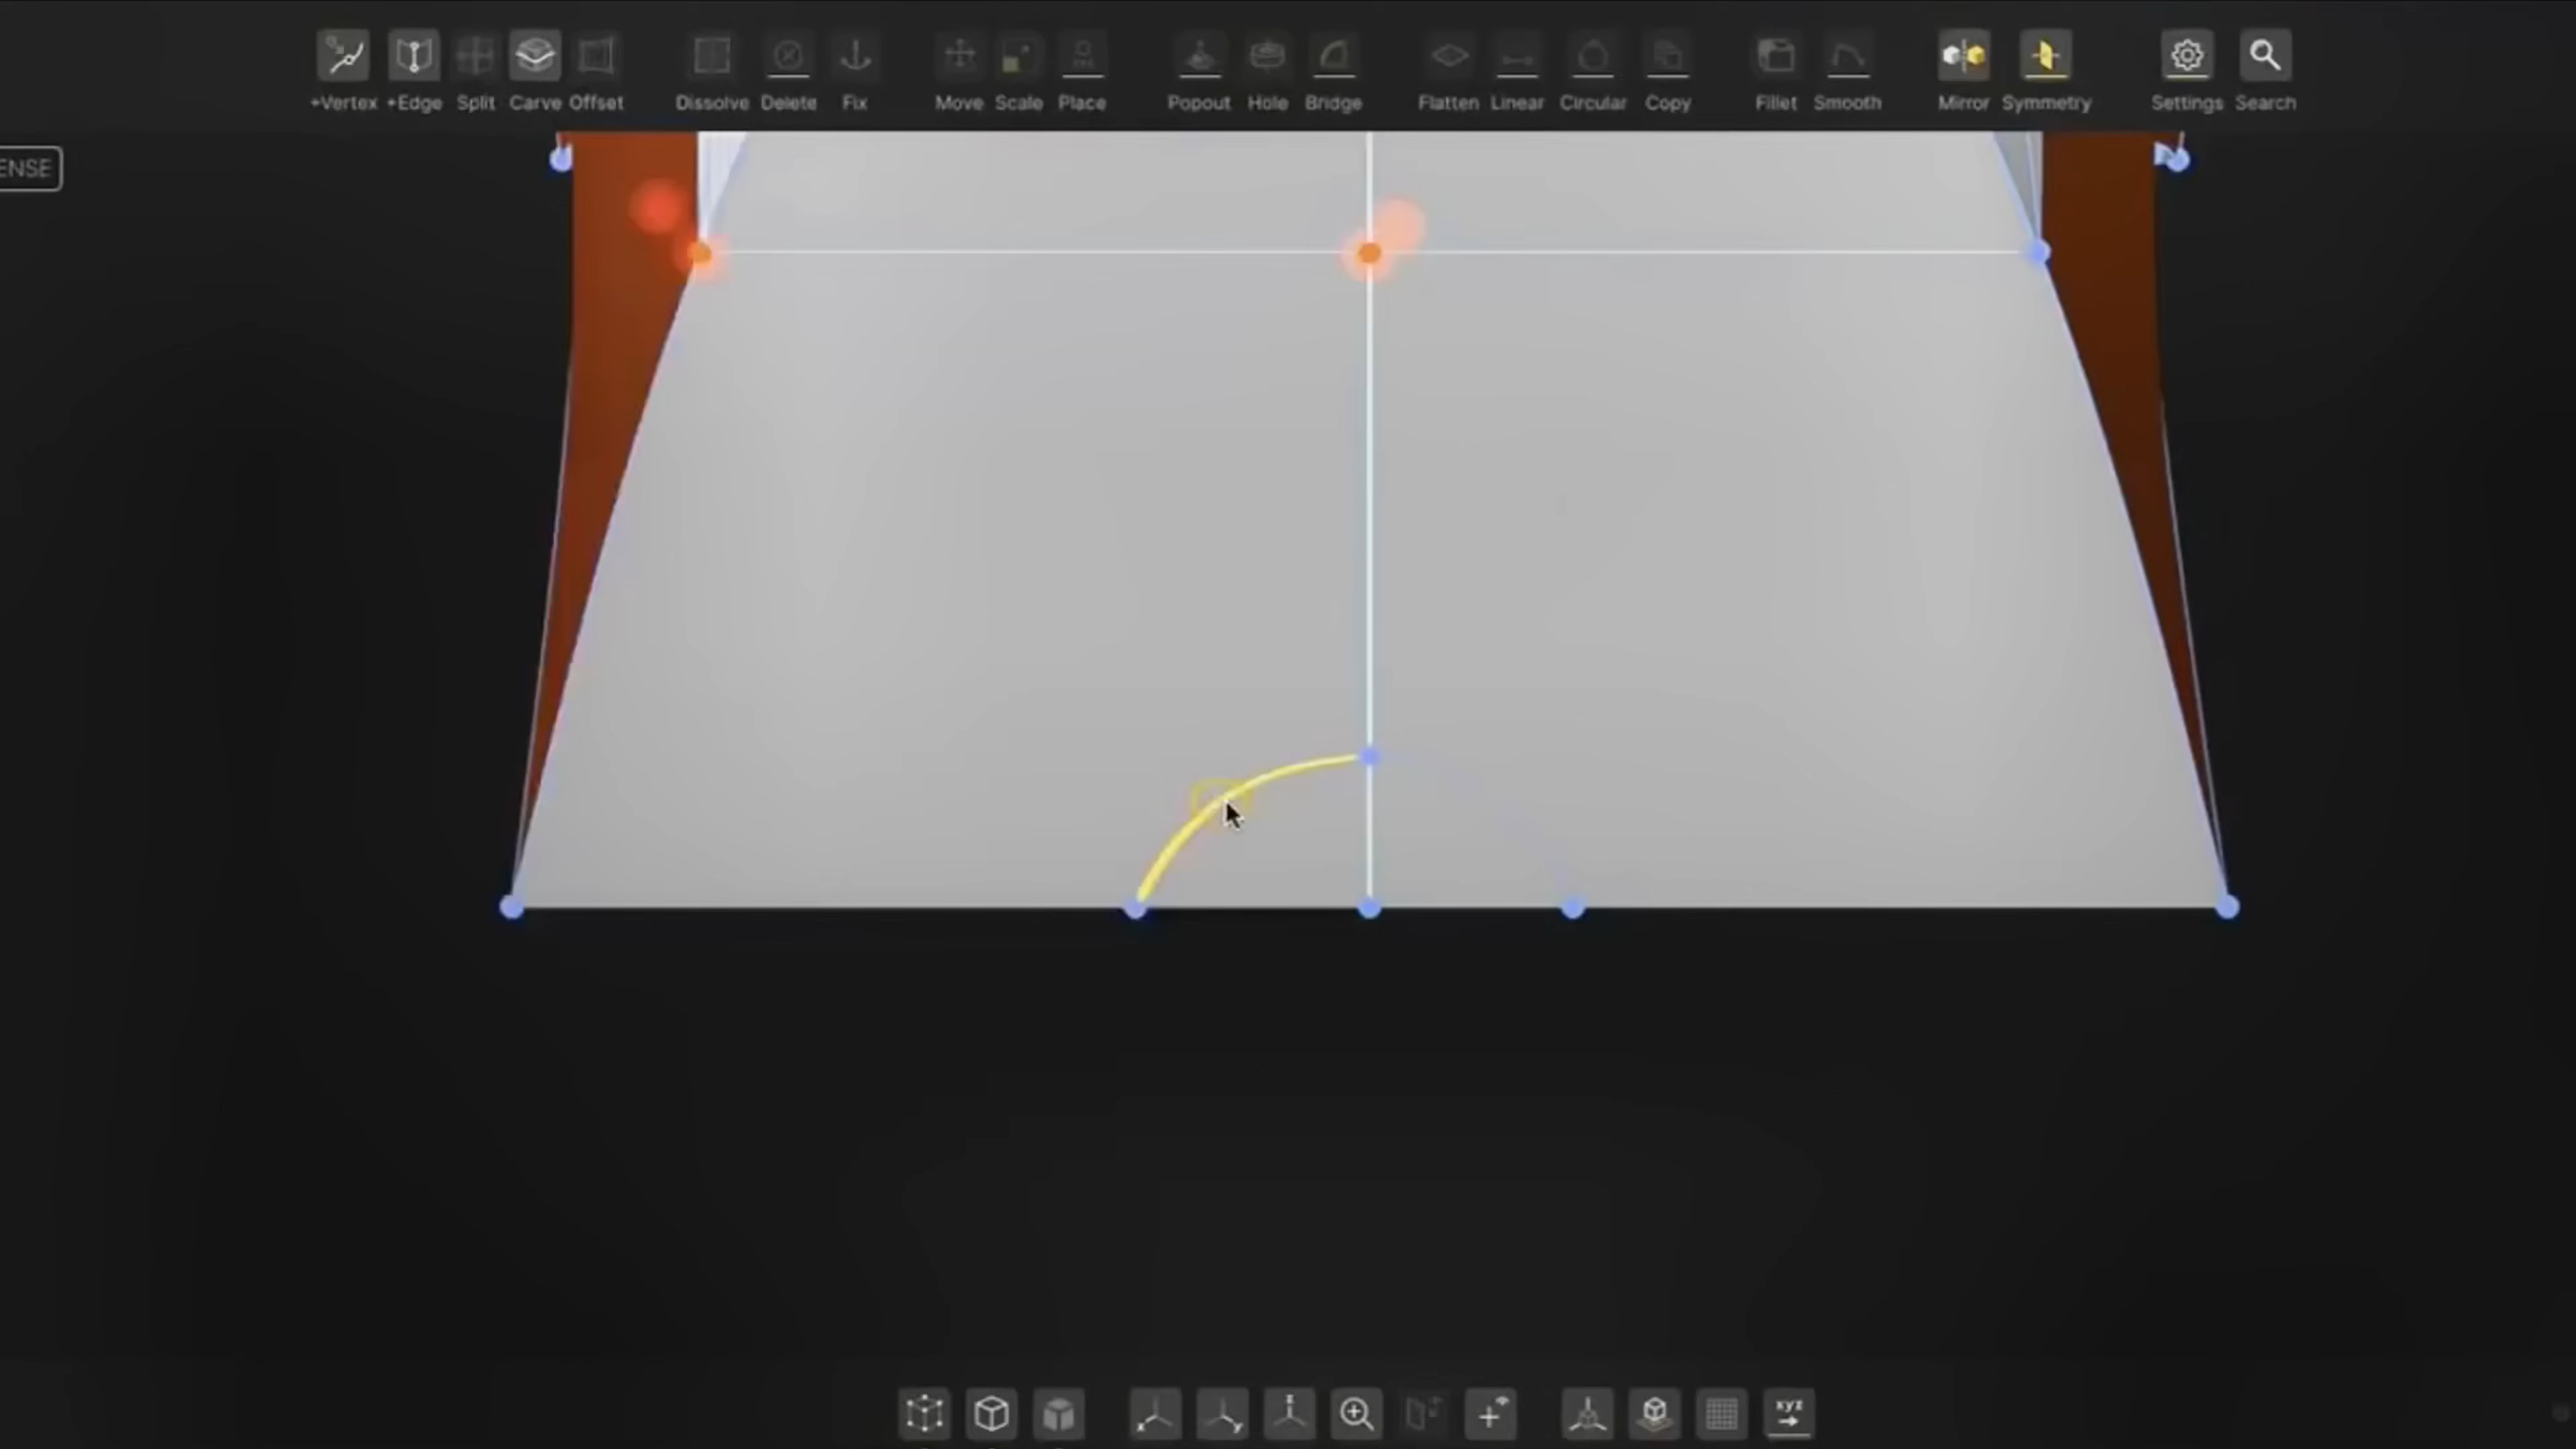 +Vertex +Edge Split Carve Offset Dissolve Delete Fix Move Scale Place Popout Hole Bridge Flatten Linear Circular Copy Fillet Smooth Mirror Symmetry Settings Search
ENSE
x y z xyz